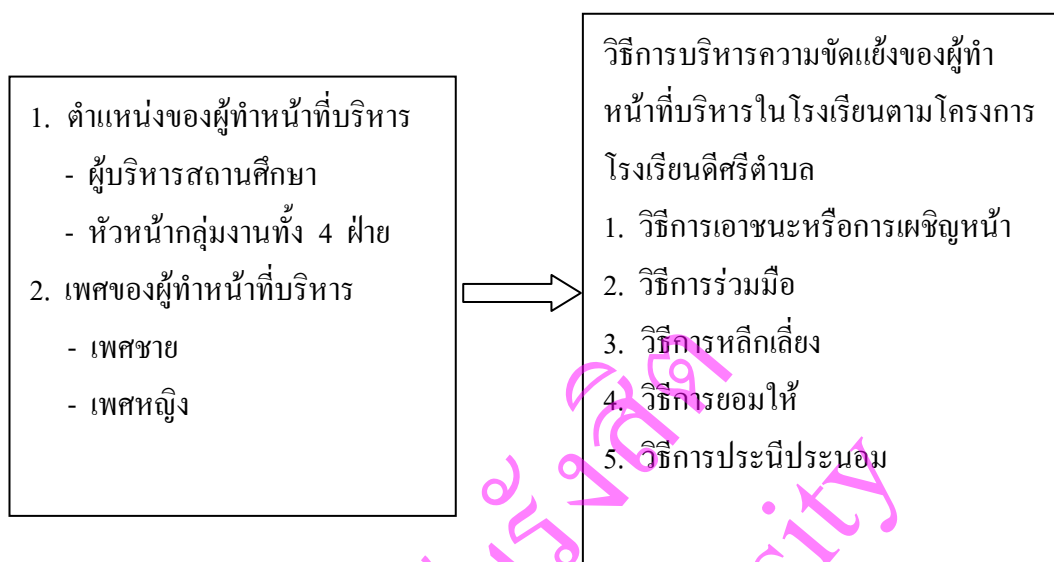 1. ตำแหน่งของผู้ทำหน้าที่บริหาร
- ผู้บริหารสถานศึกษา
- หัวหน้ากลุ่มงานทั้ง 4 ฝ่าย
2. เพศของผู้ทำหน้าที่บริหาร
- เพศชาย
- เพศหญิง
วิธีการบริหารความขัดแย้งของผู้ทำ
หน้าที่บริหารในโรงเรียนตามโครงการ
โรงเรียนดีศรีตำบล
1. วิธีการเอาชนะหรือการเผชิญหน้า
2. วิธีการร่วมมือ
3. วิธีการหลีกเลี่ยง
4. วิธีการยอมให้
5. วิธีการประนีประนอม